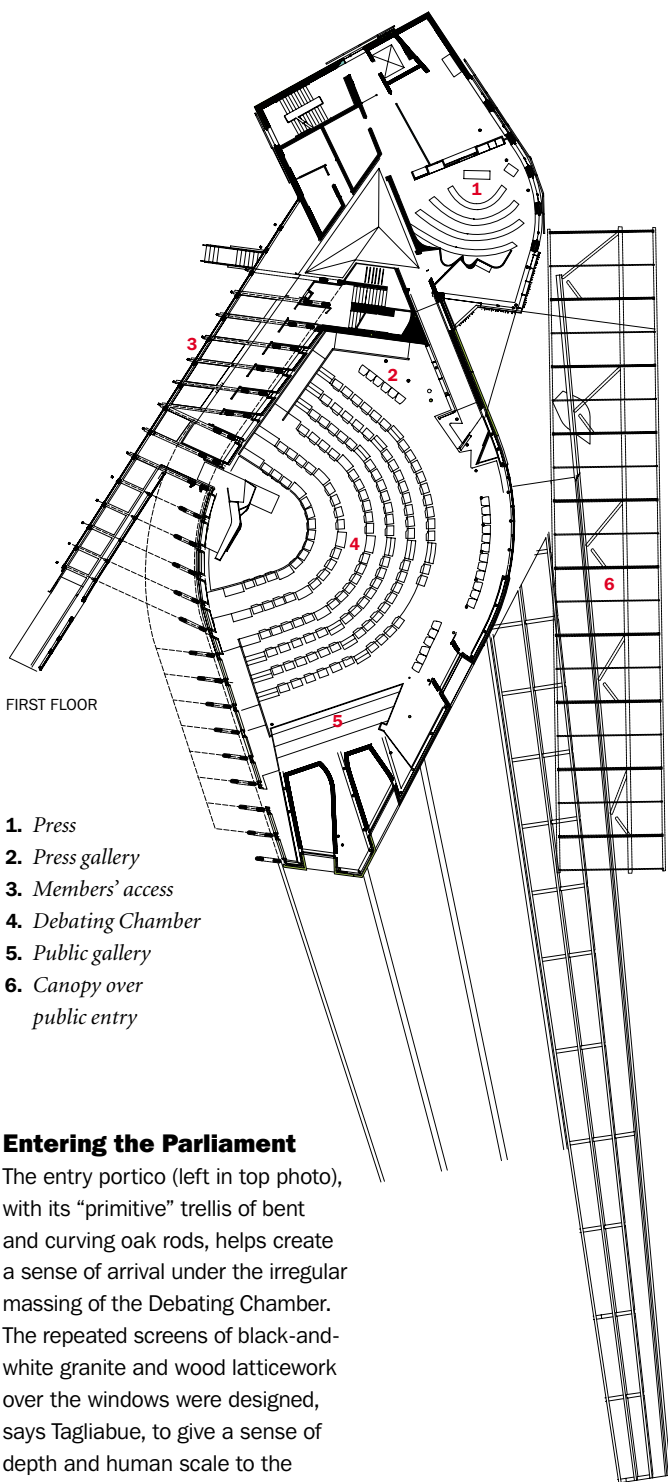 1
3
2
4
6
5
FIRST FLOOR
1. Press
2. Press gallery
3. Members’ access
4. Debating Chamber
5. Public gallery
6. Canopy over
public entry
Entering the Parliament
The entry portico (left in top photo),
with its “primitive” trellis of bent
and curving oak rods, helps create
a sense of arrival under the irregular
massing of the Debating Chamber.
The repeated screens of black-and-
white granite and wood latticework
over the windows were designed,
says Tagliabue, to give a sense of
depth and human scale to the